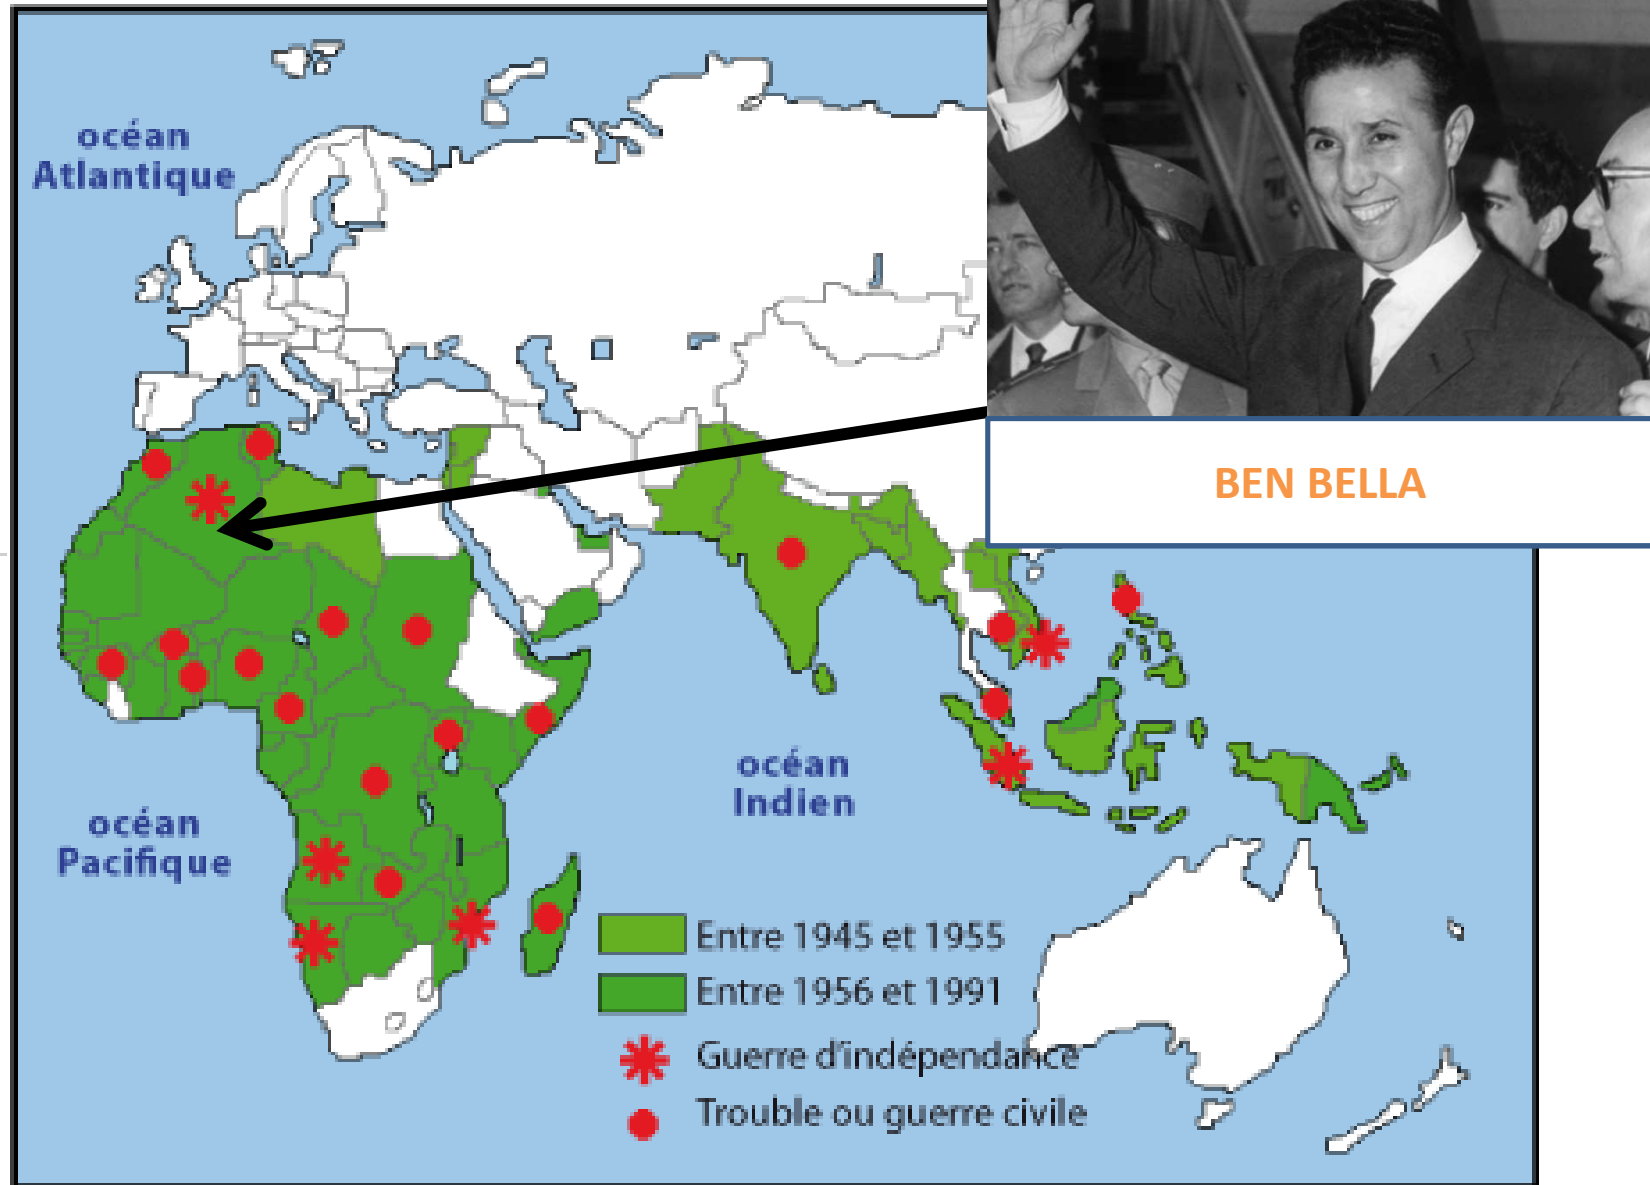 océan
Atlantique
BEN BELLA
océan
Indien
océan
Pacifique
Entre 1945 et 1955
Entre 1956 et 1991
Guerre d'indépendance
Trouble ou guerre civile